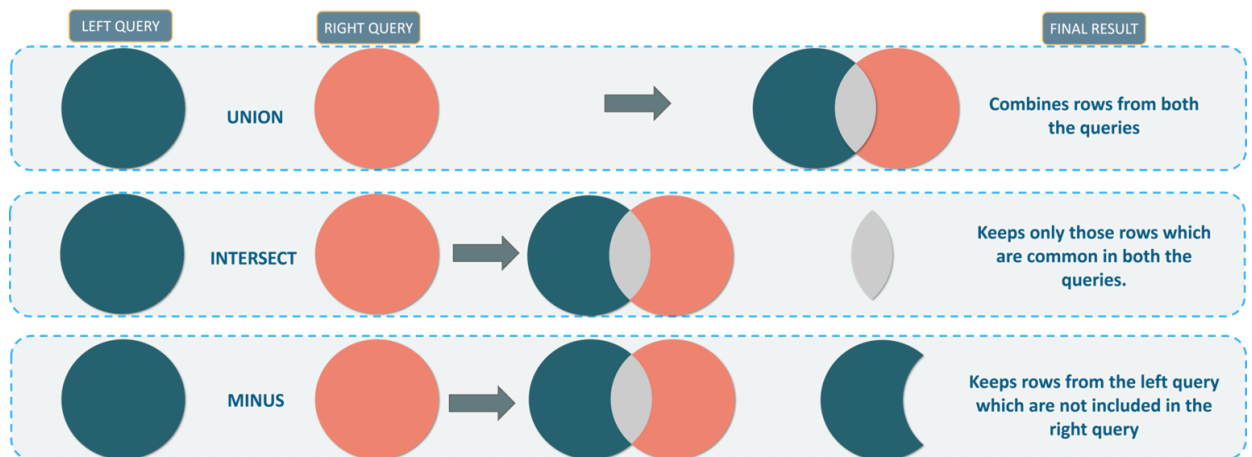 LEFT QUERY
RIGHT QUERY
FINAL RESULT
UNION
Combines rows from both
the queries
INTERSECT
Keeps only those rows which
are common in both the
queries.
MINUS
Keeps rows from the left query
which are not included in the
right query